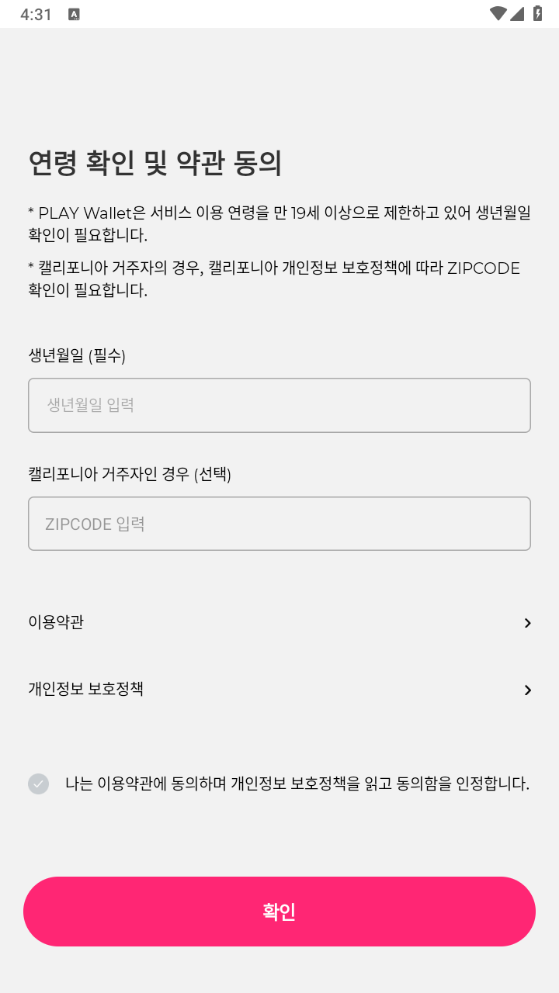 4:31
A
연령 확인 및 약관 동의
* PLAY Wallet은 서비스 이용 연령을 만 19세 이상으로 제한하고 있어 생년월일
확인이 필요합니다.
* 캘리포니아 거주자의 경우, 캘리포니아 개인정보 보호정책에 따라 ZIPCODE
확인이 필요합니다.
생년월일 (필수)
생년월일 입력
캘리포니아 거주자인 경우 (선택)
ZIPCODE 입력
이용약관
개인정보 보호정책
나는 이용약관에 동의하며 개인정보 보호정책을 읽고 동의함을 인정합니다.
확인